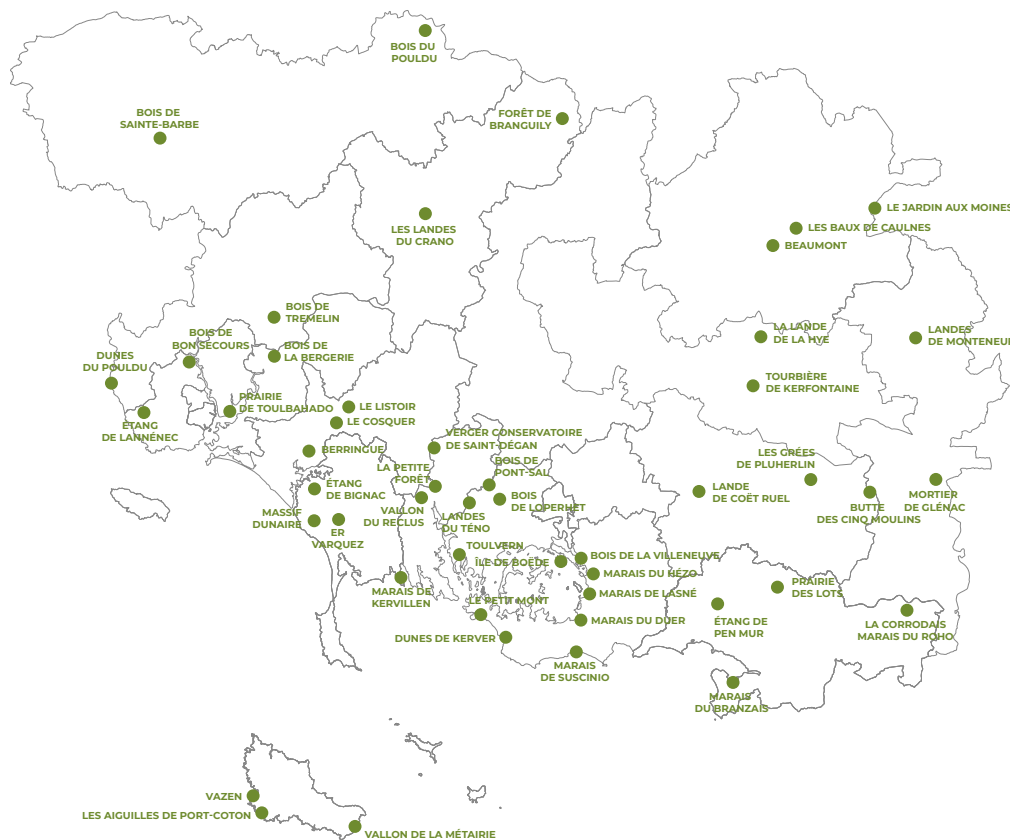 BOIS DU
POULDU
BOIS DE
SAINTE-BARBE
FORÊT DE
BRANGUILY
LE JARDIN AUX MOINES
LES LANDES
DU CRANO
LES BAUX DE CAULNES
BEAUMONT
BOIS DE
TREMELIN
BOIS DE
BON SECOURS
LA LANDE
DE LA HYE
LANDES
DE MONTENEUF
DUNES
DU POULDU
BOIS DE
LA BERGERIE
TOURBIÈRE
DE KERFONTAINE
PRAIRIE
DE TOULBAHADO
LE LISTOIR
LE COSQUER
ÉTANG
DE LANNÉNEC
VERGER CONSERVATOIRE
DE SAINT-DÉGAN
BERRINGUE
LES GRÉES
DE PLUHERLIN
LA PETITE
FORÊT
BOIS DE
PONT-SAL
ÉTANG
DE BIGNAC
LANDE
DE COËT RUEL
BUTTE
DES CINQ MOULINS
MORTIER
DE GLÉNAC
VALLON
DU RECLUS
BOIS
DE LOPERHET
MASSIF
DUNAIRE
LANDES
DU TÉNO
ER
VARQUEZ
TOULVERN
ÎLE DE BOËDE
BOIS DE LA VILLENEUVE
MARAIS DU HÉZO
MARAIS DE
KERVILLEN
PRAIRIE
DES LOTS
MARAIS DE LASNÉ
LE PETIT MONT
MARAIS DU DUER
ÉTANG DE
PEN MUR
LA CORRODAIS
MARAIS DU ROHO
DUNES DE KERVER
MARAIS
DE SUSCINIO
MARAIS
DU BRANZAIS
VAZEN
LES AIGUILLES DE PORT-COTON
VALLON DE LA MÉTAIRIE